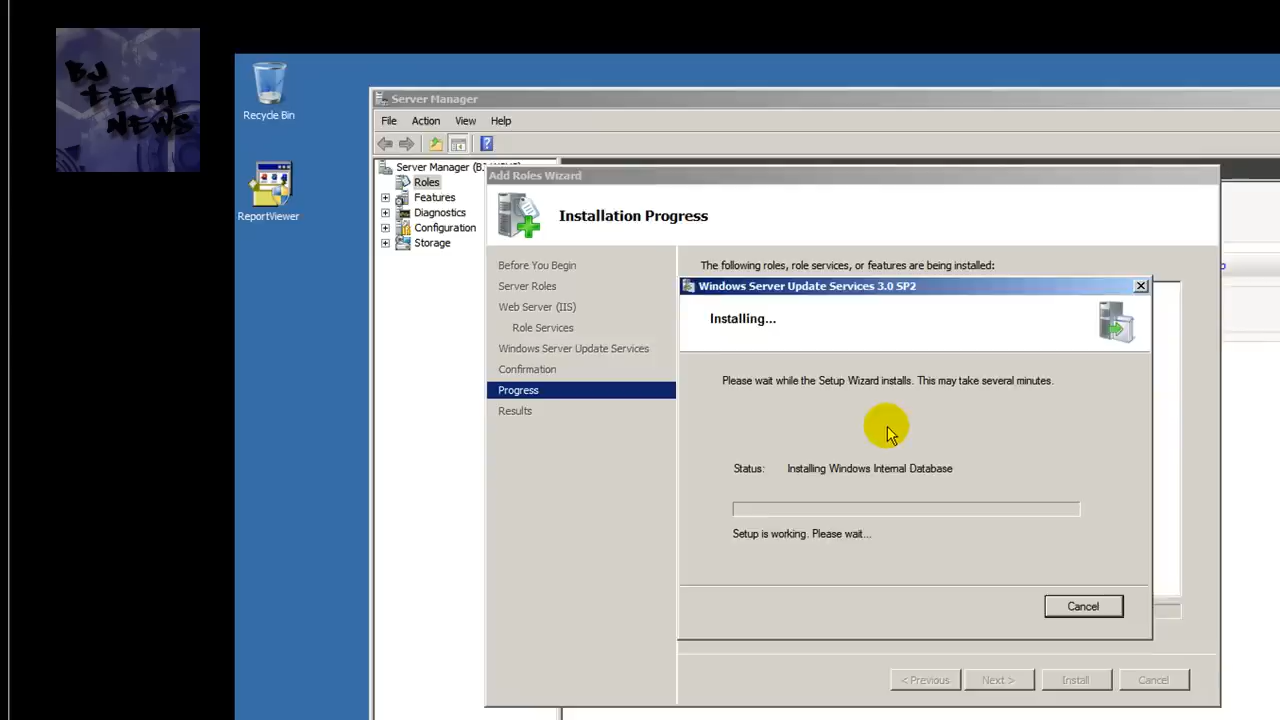 BJ
TECH
NEWS
Recycle Bin
ReportViewer
Server Manager
File Action View Help
Server Manager
Roles
Features
Diagnostics
Configuration
Storage
Add Roles Wizard
Installation Progress
Before You Begin
Server Roles
Web Server (IIS)
Role Services
Windows Server Update Services
Confirmation
Progress
Results
The following roles, role services, or features are being installed:
Windows Server Update Services 3.0 SP2
Installing...
Please wait while the Setup Wizard installs. This may take several minutes.
Status: Installing Windows Internal Database
Setup is working. Please wait...
Cancel
< Previous Next > Install Cancel